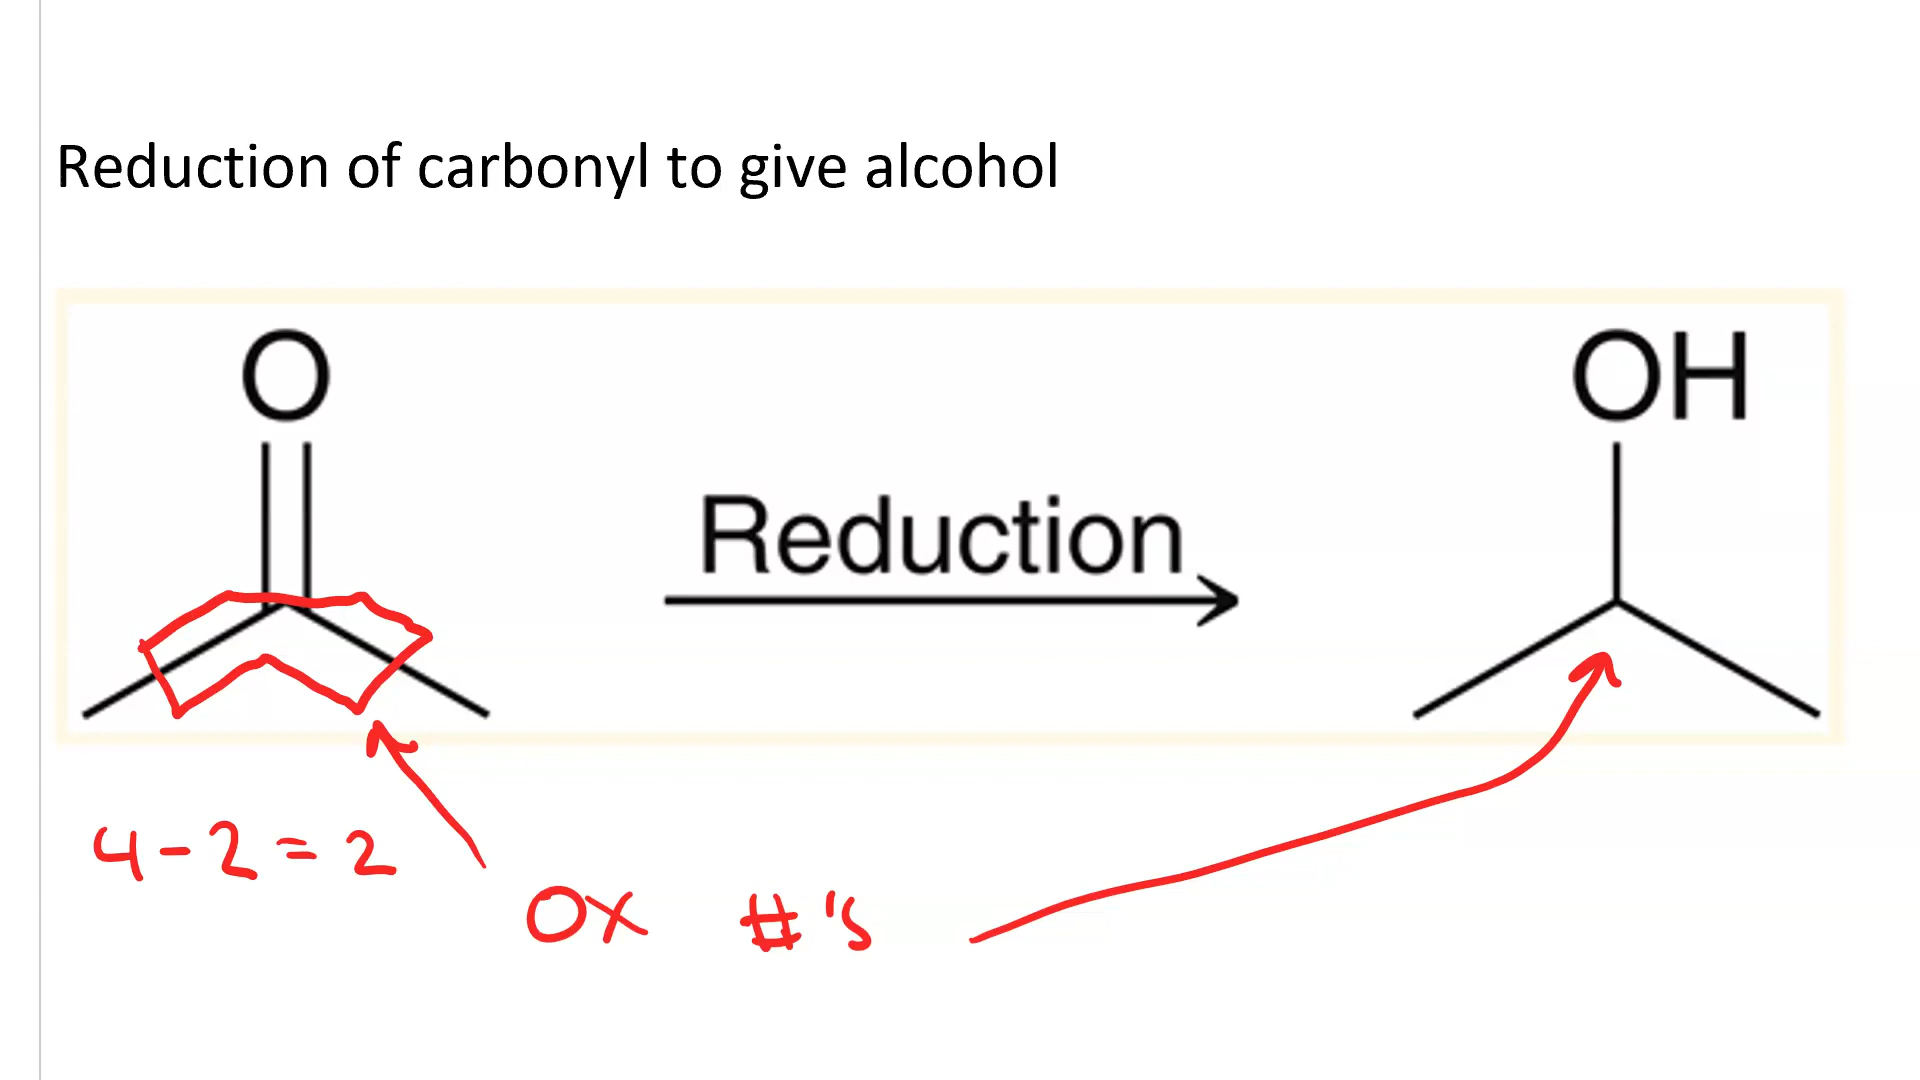 Reduction of carbonyl to give alcohol
O
OH
Reduction
4-2=2
OX #'s